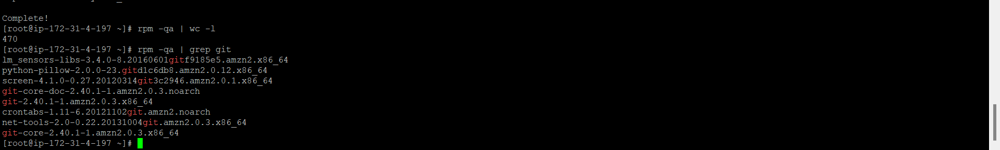 Complete!
[root@ip-172-31-4-197 ~]# rpm -qa | wc -l
470
[root@ip-172-31-4-197 ~]# rpm -qa | grep git
lm_sensors-libs-3.4.0-8.20160601gitf9185e5.amzn2.x86_64
python-pillow-2.0.0-23.gitd1c6db8.amzn2.0.12.x86_64
screen-4.1.0-0.27.20120314git3c2946.amzn2.0.1.x86_64
git-core-doc-2.40.1-1.amzn2.0.3.noarch
git-2.40.1-1.amzn2.0.3.x86_64
crontabs-1.11-6.20121102git.amzn2.noarch
net-tools-2.0-0.22.20131004git.amzn2.0.3.x86_64
git-core-2.40.1-1.amzn2.0.3.x86_64
[root@ip-172-31-4-197 ~]#